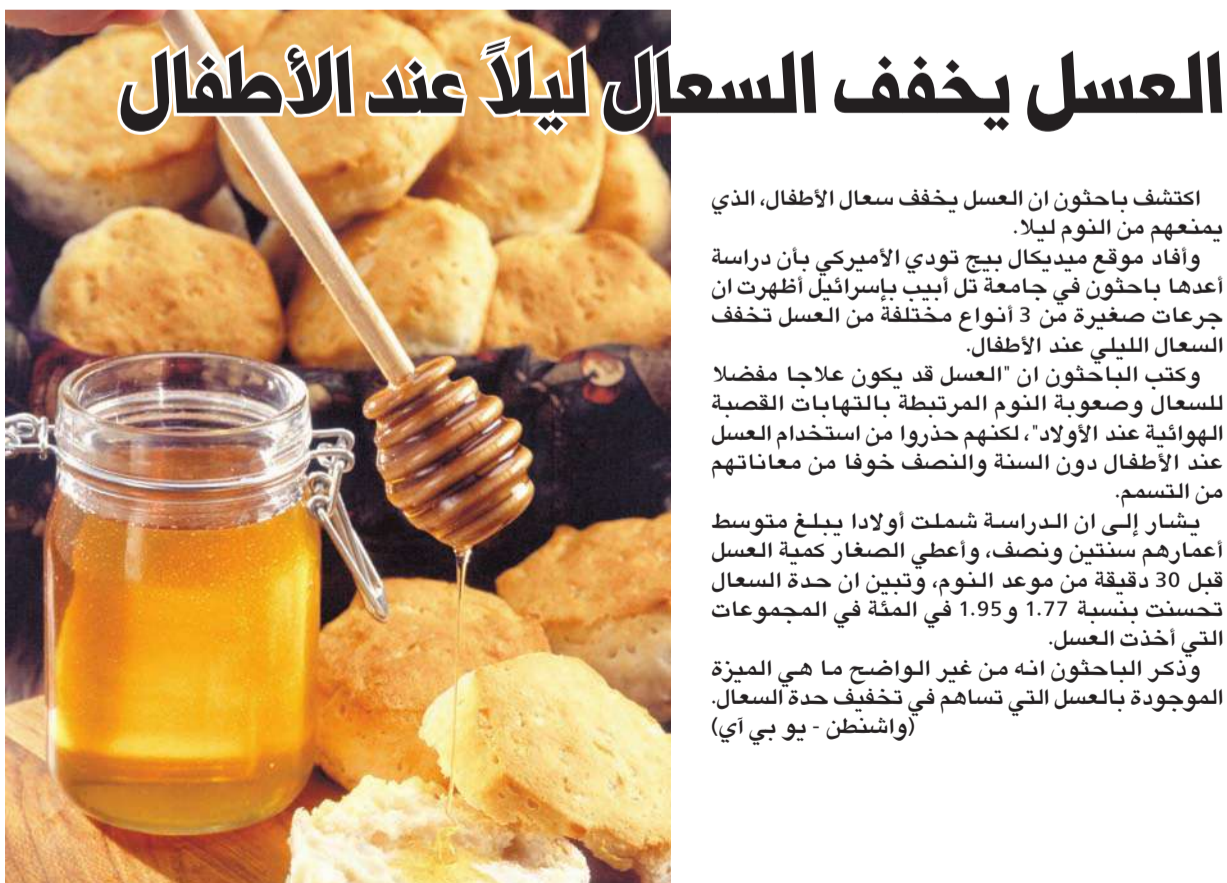 العسل يخفف السعال ليلاً عند الأطفال
اكتشف باحثون ان العسل يخفف سعال الأطفال، الذي
يمنعهم من النوم ليلا.
وأفاد موقع ميديكال بيج تودي الأميركي بأن دراسة
أعدها باحثون في جامعة تل أبيب بإسرائيل أظهرت ان
جرعات صغيرة من 3 أنواع مختلفة من العسل تخفف
السعال الليلي عند الأطفال.
وكتب الباحثون ان "العسل قد يكون علاجا مفضلا
للسعال وصعوبة النوم المرتبطة بالتهابات القصبة
الهوائية عند الأولاد"، لكنهم حذروا من استخدام العسل
عند الأطفال دون السنة والنصف خوفا من معاناتهم
من التسمم.
يشار إلى ان الدراسة شملت أولادا يبلغ متوسط
أعمارهم سنتين ونصف، وأعطي الصغار كمية العسل
قبل 30 دقيقة من موعد النوم، وتبين ان حدة السعال
تحسنت بنسبة 1.77 و1.95 في المئة في المجموعات
التي أخذت العسل.
وذكر الباحثون انه من غير الواضح ما هي الميزة
الموجودة بالعسل التي تساهم في تخفيف حدة السعال.
(واشنطن - يو بي آي)